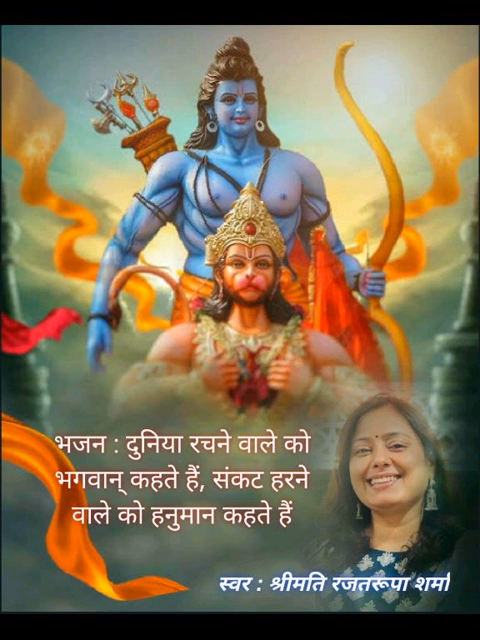 भजन : दुनिया रचने वाले को
भगवान् कहते हैं, संकट हरने
वाले को हनुमान कहते हैं
स्वर : श्रीमति रजतरूपा शर्मा